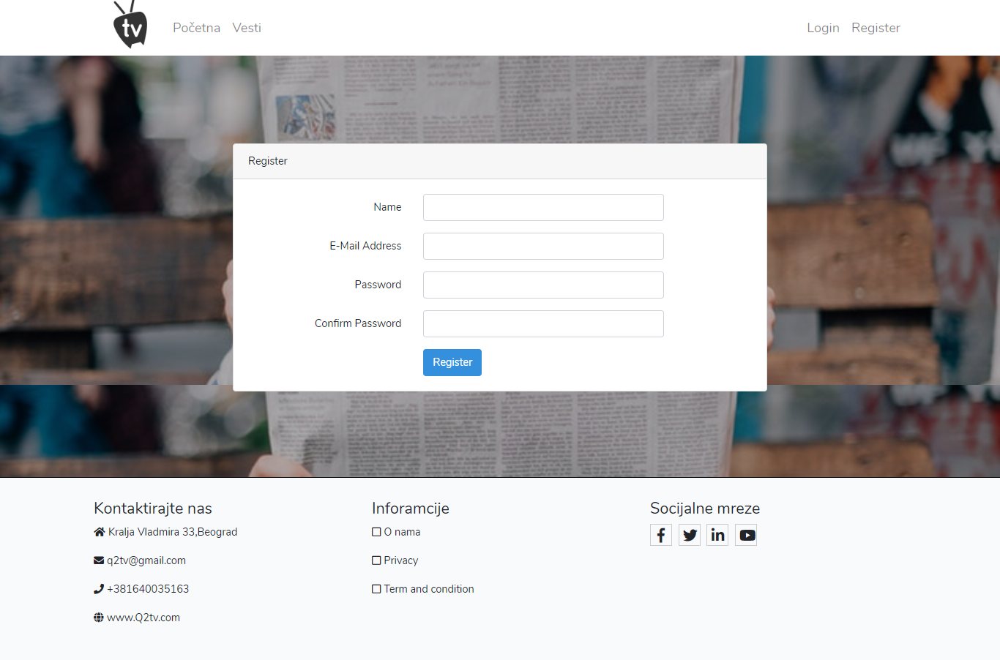 tv
Početna Vesti Login Register
Register
Name
E-Mail Address
Password
Confirm Password
Register
Kontaktirajte nas
Kralja Vladmira 33,Beograd
q2tv@gmail.com
+381640035163
www.Q2tv.com
Inforamcije
O nama
Privacy
Term and condition
Socijalne mreze